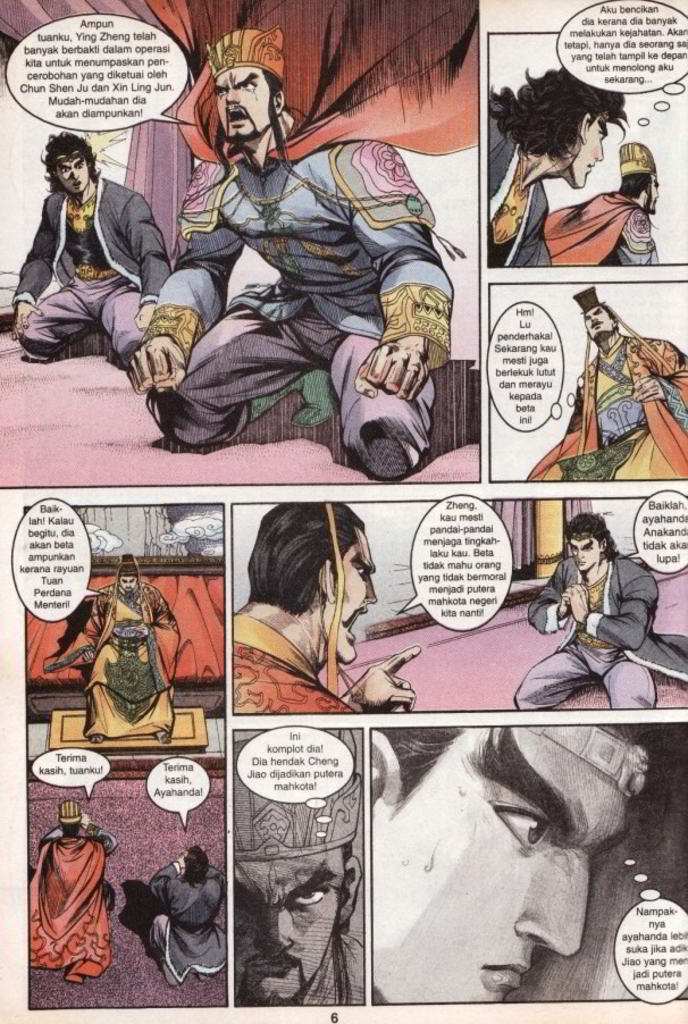 Ampun
tuanku, Ying Zheng telah
banyak berbakti dalam operasi
kita untuk menumpaskan pen-
cerobohan yang diketuai oleh
Chun Shen Ju dan Xin Ling Jun.
Mudah-mudahan dia
akan diampunkan!
Aku bencikan
dia kerana dia banyak
melakukan kejahatan. Akan
tetapi, hanya dia seorang
yang telah tampil ke depan
untuk menolong aku
sekarang...
Hm!
Lu
penderhaka!
Sekarang kau
mesti juga
berlekuk lutut
dan merayu
kepada
beta
ini!
Baik-
lah! Kalau
begitu, dia
akan beta
ampunkan
kerana rayuan
Tuan
Perdana
Menteri!
Zheng,
kau mesti
pandai-pandai
menjaga tingkah-
laku kau. Beta
tidak mahu orang
yang tidak bermoral
menjadi putera
mahkota negeri
kita nanti!
Baiklah,
ayahanda
Anakanda
tidak akan
lupa!
Terima
kasih, tuanku!
Terima
kasih,
Ayahanda!
Ini
komplot dia!
Dia hendak Cheng
Jiao dijadikan putera
mahkota!
Nampak-
nya
ayahanda lebih
suka jika adik
Jiao yang men
jadi putera
mahkota!
6